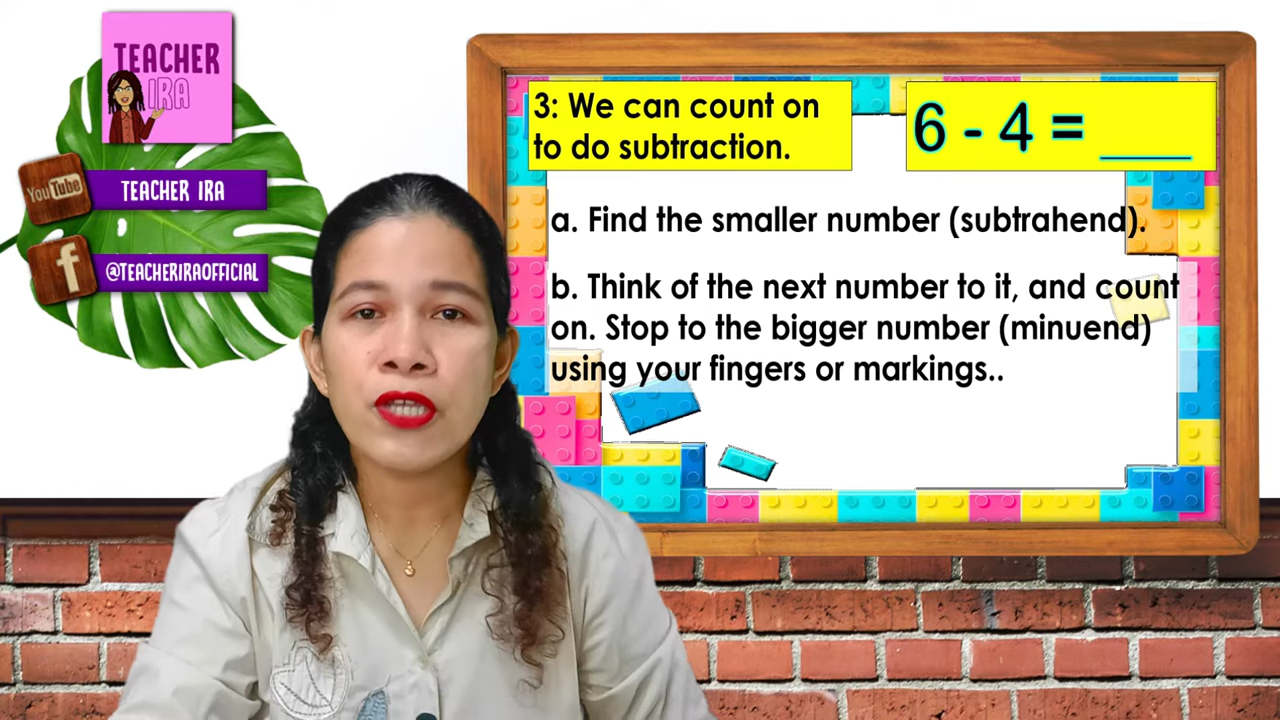 TEACHER
IRA
YouTube
TEACHER IRA
f
@TEACHERIRAOFFICIAL
3: We can count on
to do subtraction.
6 - 4 = ___
a. Find the smaller number (subtrahend).
b. Think of the next number to it, and count
on. Stop to the bigger number (minuend)
using your fingers or markings..